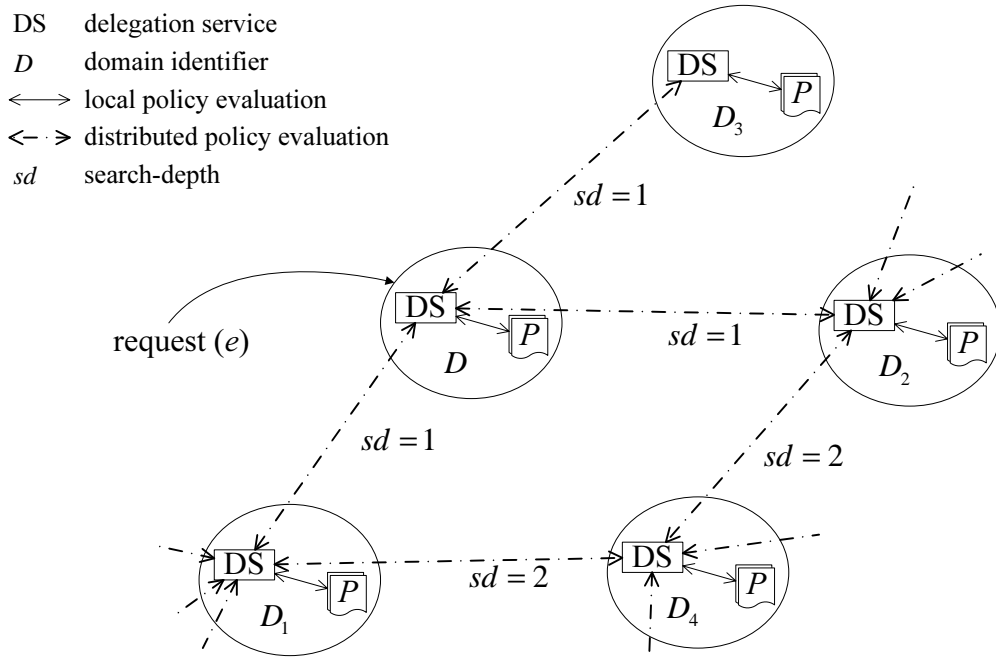 DS delegation service
D domain identifier
local policy evaluation
distributed policy evaluation
sd search-depth
DS
P
D₃
sd = 1
request (e)
DS
P
D
sd = 1
DS
P
D₂
sd = 1
sd = 2
DS
P
D₁
sd = 2
DS
P
D₄